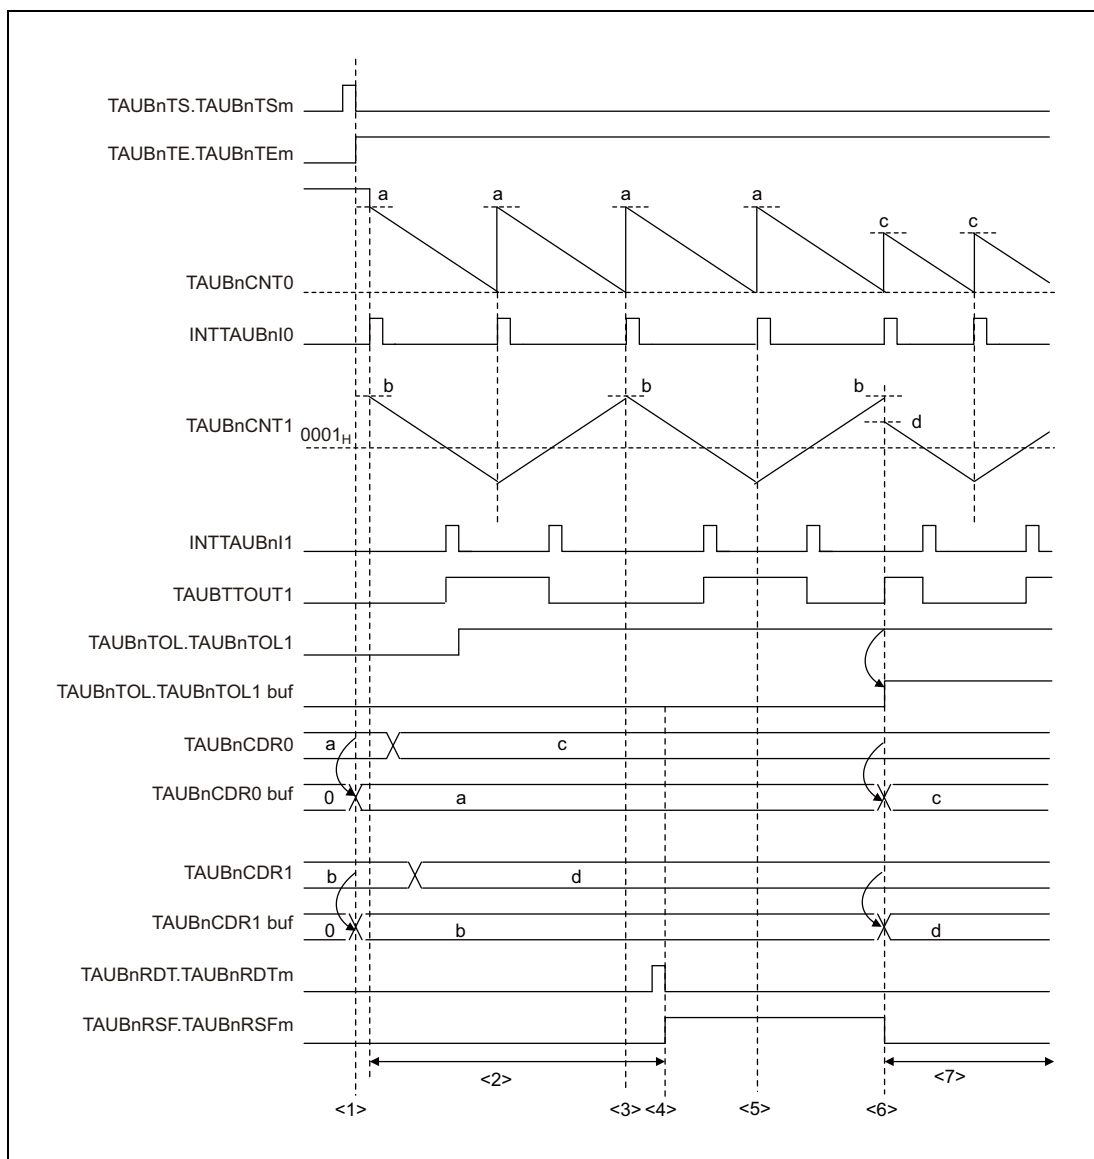 TAUBnTS.TAUBnTSm
TAUBnTE.TAUBnTEm
a a a a c c
TAUBnCNT0
INTTAUBnI0
b b b
d
TAUBnCNT1
0001H
INTTAUBnI1
TAUBTTOUT1
TAUBnTOL.TAUBnTOL1
TAUBnTOL.TAUBnTOL1 buf
TAUBnCDR0 a c
TAUBnCDR0 buf 0 a c
TAUBnCDR1 b d
TAUBnCDR1 buf 0 b d
TAUBnRDT.TAUBnRDTm
TAUBnRSF.TAUBnRSFm
<2> <7>
<1> <3> <4> <5> <6>